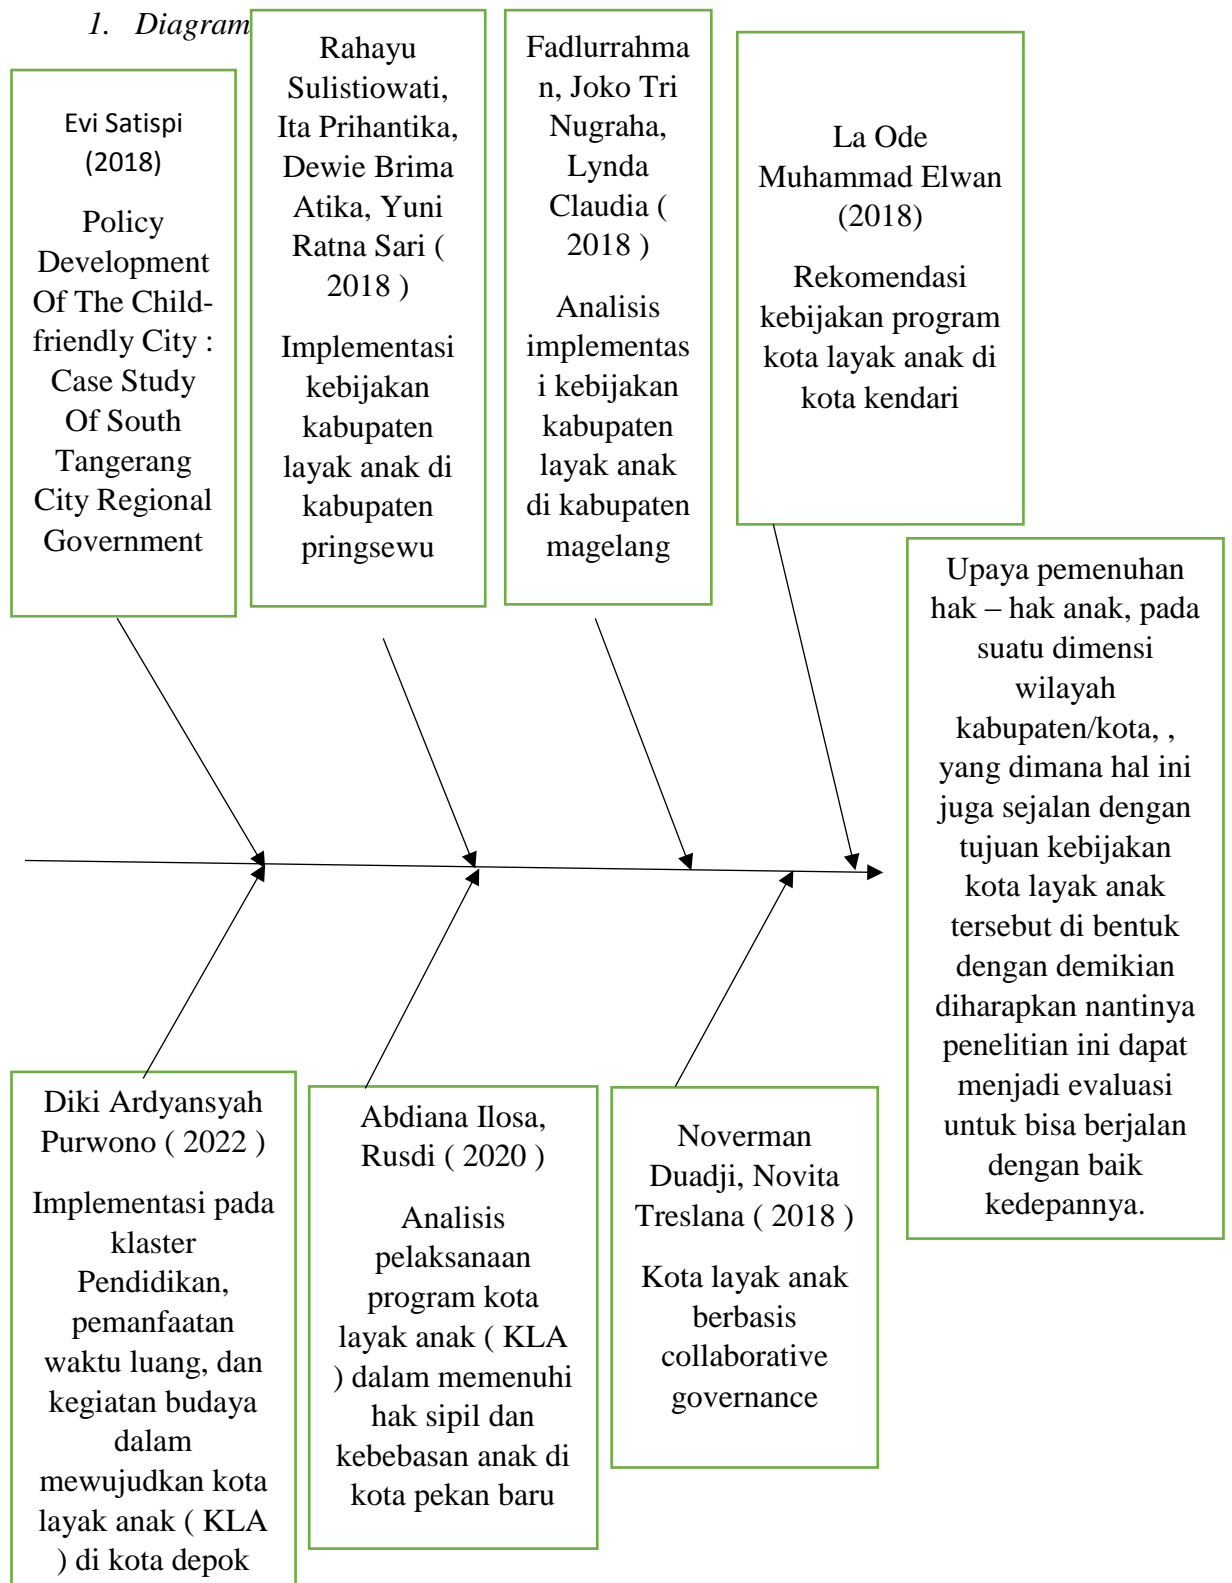 1. Diagram
Evi Satispi
(2018)
Policy
Development
Of The Child-
friendly City :
Case Study
Of South
Tangerang
City Regional
Government
Rahayu
Sulistiowati,
Ita Prihantika,
Dewie Brima
Atika, Yuni
Ratna Sari (
2018 )
Implementasi
kebijakan
kabupaten
layak anak di
kabupaten
pringsewu
Fadlurrahma
n, Joko Tri
Nugraha,
Lynda
Claudia (
2018 )
Analisis
implementas
i kebijakan
kabupaten
layak anak
di kabupaten
magelang
La Ode
Muhammad Elwan
(2018)
Rekomendasi
kebijakan program
kota layak anak di
kota kendari
Upaya pemenuhan
hak – hak anak, pada
suatu dimensi
wilayah
kabupaten/kota, ,
yang dimana hal ini
juga sejalan dengan
tujuan kebijakan
kota layak anak
tersebut di bentuk
dengan demikian
diharapkan nantinya
penelitian ini dapat
menjadi evaluasi
untuk bisa berjalan
dengan baik
kedepannya.
Diki Ardyansyah
Purwono ( 2022 )
Implementasi pada
klaster
Pendidikan,
pemanfaatan
waktu luang, dan
kegiatan budaya
dalam
mewujudkan kota
layak anak ( KLA
) di kota depok
Abdiana Ilosa,
Rusdi ( 2020 )
Analisis
pelaksanaan
program kota
layak anak ( KLA
) dalam memenuhi
hak sipil dan
kebebasan anak di
kota pekan baru
Noverman
Duadji, Novita
Treslana ( 2018 )
Kota layak anak
berbasis
collaborative
governance